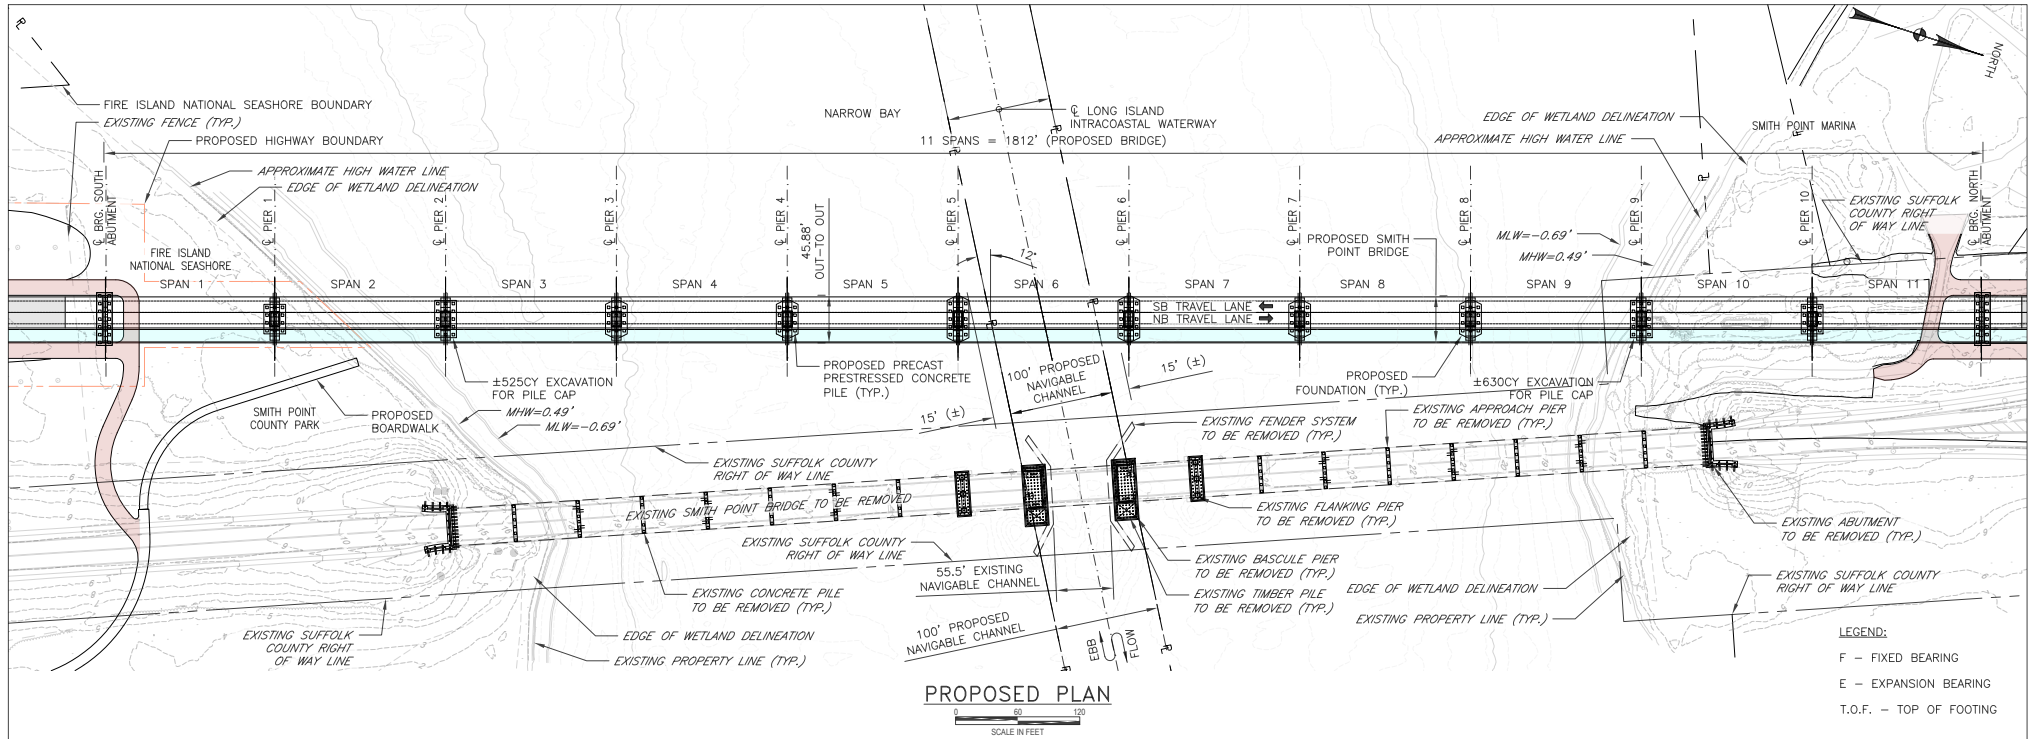 NORTH
FIRE ISLAND NATIONAL SEASHORE BOUNDARY
EXISTING FENCE (TYP.)
PROPOSED HIGHWAY BOUNDARY
APPROXIMATE HIGH WATER LINE
EDGE OF WETLAND DELINEATION
NARROW BAY
℄ LONG ISLAND
INTRACOASTAL WATERWAY
11 SPANS = 1812' (PROPOSED BRIDGE)
EDGE OF WETLAND DELINEATION
APPROXIMATE HIGH WATER LINE
SMITH POINT MARINA
EXISTING SUFFOLK
COUNTY RIGHT
OF WAY LINE
℄ BRG. SOUTH
ABUTMENT
℄ PIER 1
℄ PIER 2
℄ PIER 3
℄ PIER 4
℄ PIER 5
℄ PIER 6
℄ PIER 7
℄ PIER 8
℄ PIER 9
℄ PIER 10
℄ BRG. NORTH
ABUTMENT
45.88'
OUT-TO OUT
12°
FIRE ISLAND
NATIONAL SEASHORE
PROPOSED SMITH
POINT BRIDGE
MLW=-0.69'
MHW=0.49'
SPAN 1
SPAN 2
SPAN 3
SPAN 4
SPAN 5
SPAN 6
SPAN 7
SPAN 8
SPAN 9
SPAN 10
SPAN 11
SB TRAVEL LANE
NB TRAVEL LANE
±525CY EXCAVATION
FOR PILE CAP
MHW=0.49'
MLW=-0.69'
PROPOSED PRECAST
PRESTRESSED CONCRETE
PILE (TYP.)
100' PROPOSED
NAVIGABLE
CHANNEL
15' (±)
15' (±)
PROPOSED
FOUNDATION (TYP.)
±630CY EXCAVATION
FOR PILE CAP
SMITH POINT
COUNTY PARK
PROPOSED
BOARDWALK
EXISTING FENDER SYSTEM
TO BE REMOVED (TYP.)
EXISTING APPROACH PIER
TO BE REMOVED (TYP.)
EXISTING SUFFOLK COUNTY
RIGHT OF WAY LINE
EXISTING SMITH POINT BRIDGE TO BE REMOVED
EXISTING FLANKING PIER
TO BE REMOVED (TYP.)
EXISTING ABUTMENT
TO BE REMOVED (TYP.)
EXISTING SUFFOLK COUNTY
RIGHT OF WAY LINE
55.5' EXISTING
NAVIGABLE CHANNEL
EXISTING BASCULE PIER
TO BE REMOVED (TYP.)
EXISTING TIMBER PILE
TO BE REMOVED (TYP.)
EDGE OF WETLAND DELINEATION
EXISTING SUFFOLK COUNTY
RIGHT OF WAY LINE
EXISTING CONCRETE PILE
TO BE REMOVED (TYP.)
EXISTING PROPERTY LINE (TYP.)
EXISTING SUFFOLK
COUNTY RIGHT
OF WAY LINE
EDGE OF WETLAND DELINEATION
EXISTING PROPERTY LINE (TYP.)
100' PROPOSED
NAVIGABLE CHANNEL
EBB
FLOW
LEGEND:
F - FIXED BEARING
E - EXPANSION BEARING
T.O.F. - TOP OF FOOTING
PROPOSED PLAN
0 60 120
SCALE IN FEET